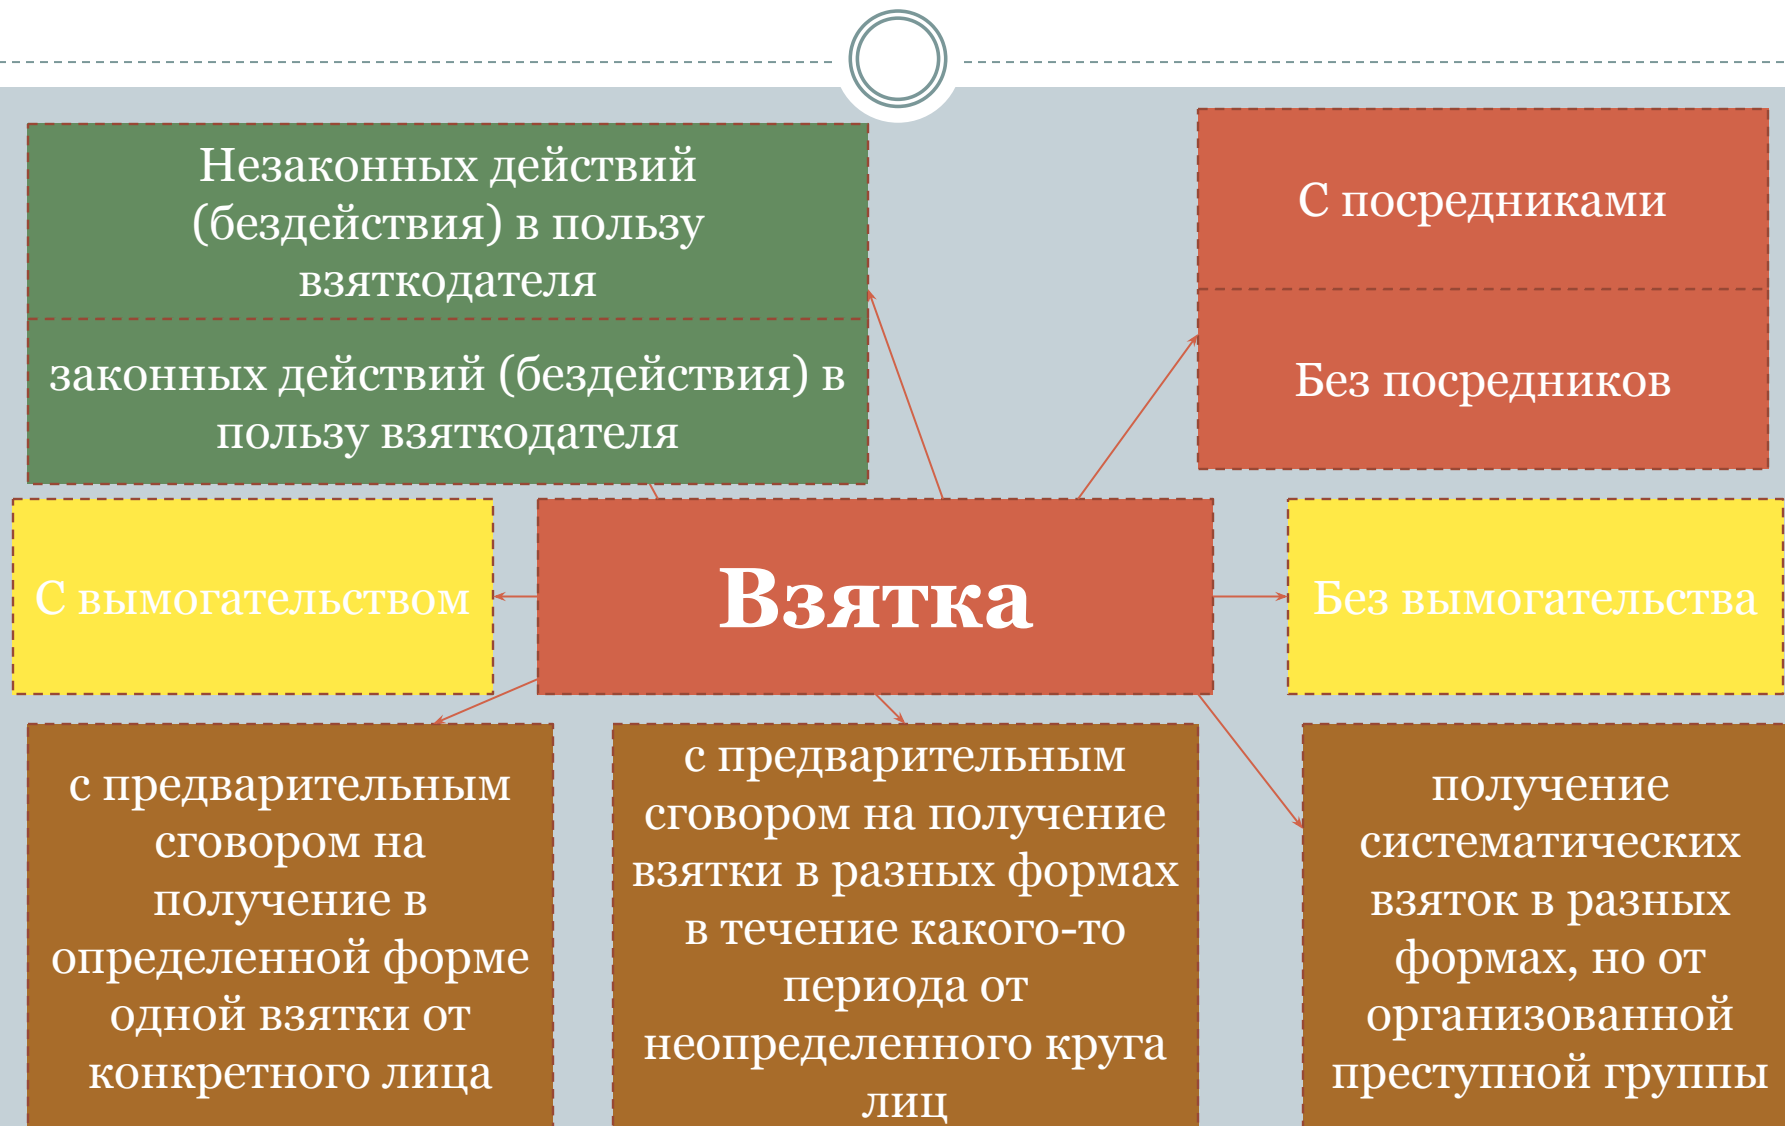 Незаконных действий
(бездействия) в пользу
взяткодателя
законных действий (бездействия) в
пользу взяткодателя
С посредниками
Без посредников
С вымогательством
Взятка
Без вымогательства
с предварительным
сговором на
получение в
определенной форме
одной взятки от
конкретного лица
с предварительным
сговором на получение
взятки в разных формах
в течение какого-то
периода от
неопределенного круга
лиц
получение
систематических
взяток в разных
формах, но от
организованной
преступной группы